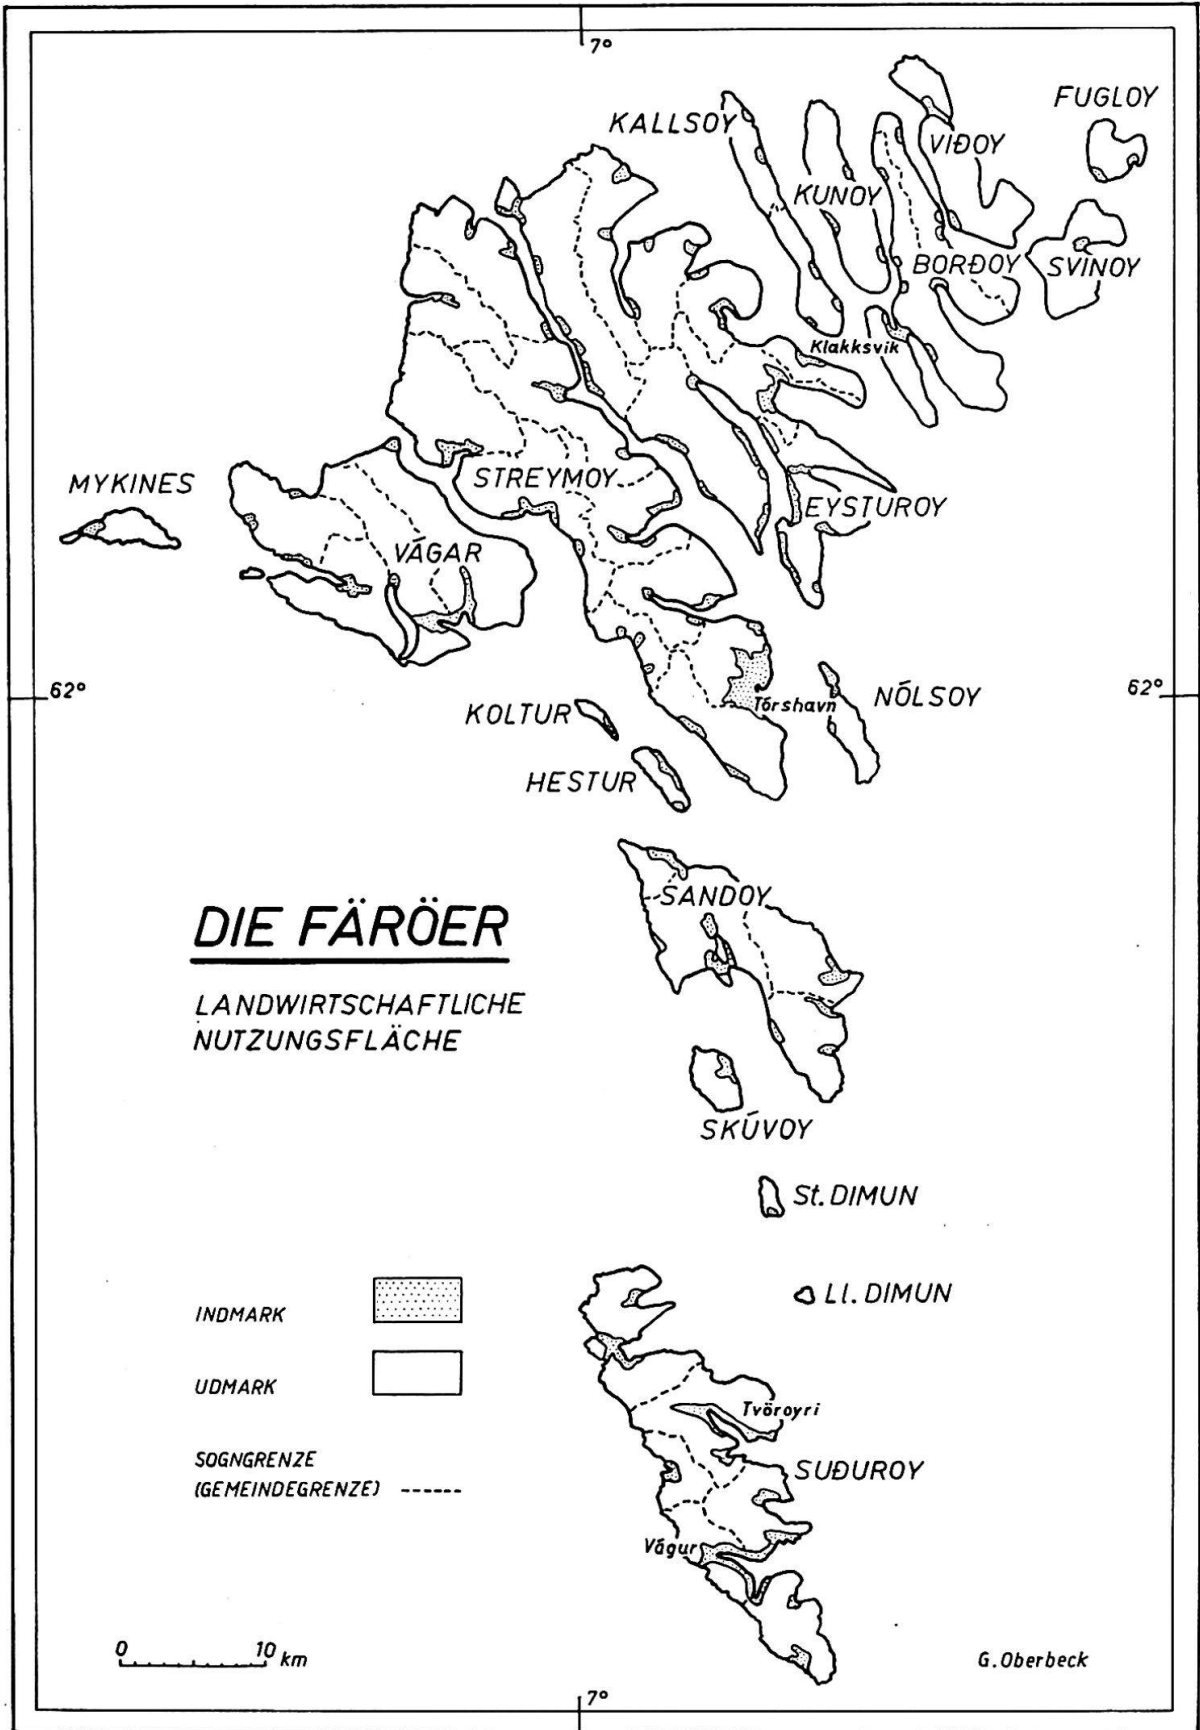 7°
FUGLOY
KALLSOY
VIÐOY
KUNOY
BORÐOY
SVINOY
Klakksvik
MYKINES
STREYMOY
EYSTUROY
VÁGAR
62°
62°
NÓLSOY
KOLTUR
Tórshavn
HESTUR
SANDOY
DIE FÄRÖER
LANDWIRTSCHAFTLICHE
NUTZUNGSFLÄCHE
SKÚVOY
St. DIMUN
Ll. DIMUN
INDMARK
UDMARK
Tvöroyri
SOGNGRENZE
(GEMEINDEGRENZE)
SUÐUROY
Vágur
0 10 km
G. Oberbeck
7°